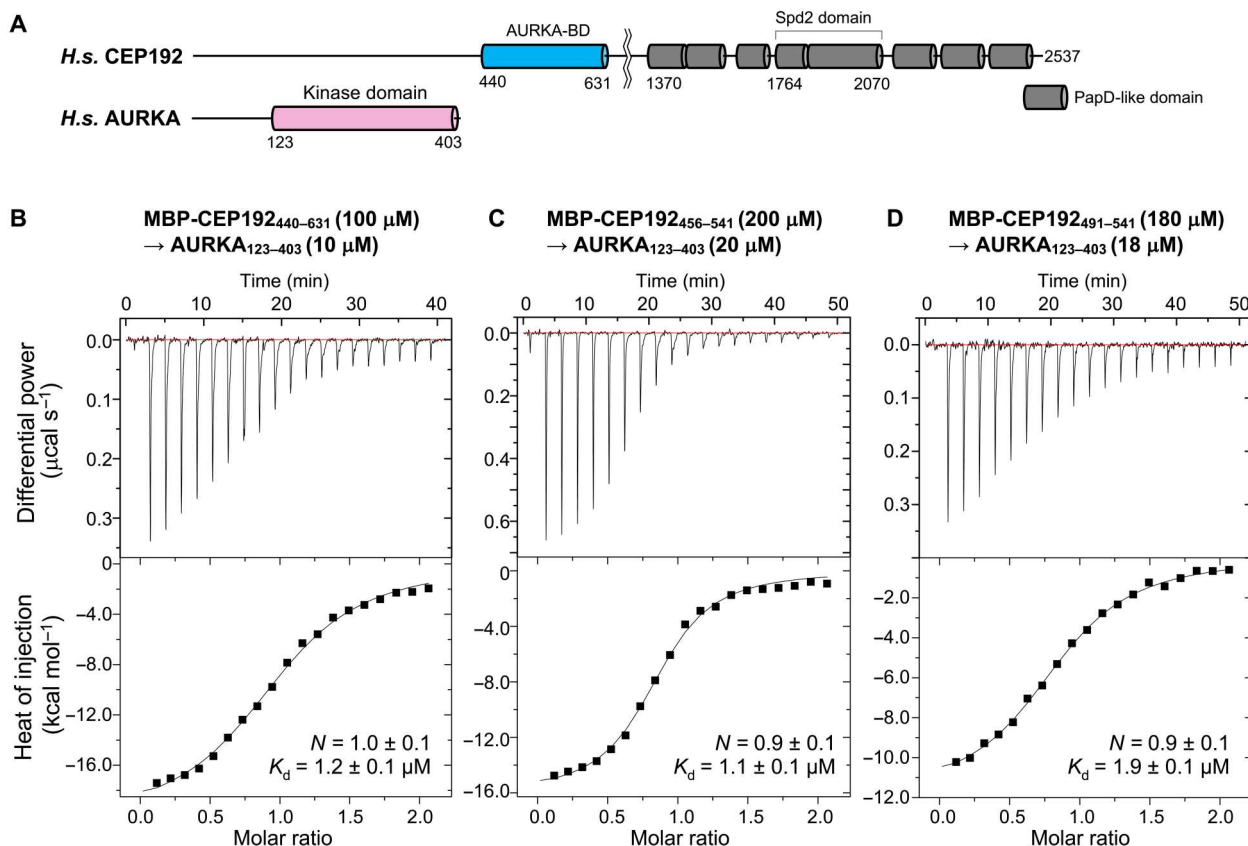 A
H.s. CEP192
AURKA-BD
Spd2 domain
440
631
1370
1764
2070
2537
PapD-like domain
H.s. AURKA
Kinase domain
123
403
B
MBP-CEP192440–631 (100 μM)
→ AURKA123–403 (10 μM)
Time (min)
0 10 20 30 40
Differential power
(μcal s−1)
0.0
0.1
0.2
0.3
Heat of injection
(kcal mol−1)
0
−4.0
−8.0
−12.0
−16.0
N = 1.0 ± 0.1
Kd = 1.2 ± 0.1 μM
0.0 0.5 1.0 1.5 2.0
Molar ratio
C
MBP-CEP192456–541 (200 μM)
→ AURKA123–403 (20 μM)
Time (min)
0 10 20 30 40 50
0.0
0.2
0.4
0.6
0
−4.0
−8.0
−12.0
−16.0
N = 0.9 ± 0.1
Kd = 1.1 ± 0.1 μM
0.0 0.5 1.0 1.5 2.0
Molar ratio
D
MBP-CEP192491–541 (180 μM)
→ AURKA123–403 (18 μM)
Time (min)
0 10 20 30 40 50
0.0
0.1
0.2
0.3
−2.0
−4.0
−6.0
−8.0
−10.0
−12.0
N = 0.9 ± 0.1
Kd = 1.9 ± 0.1 μM
0.0 0.5 1.0 1.5 2.0
Molar ratio